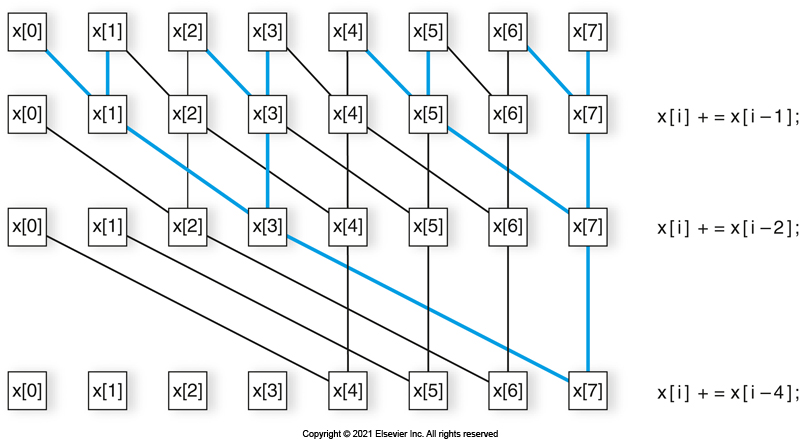 x[0] x[1] x[2] x[3] x[4] x[5] x[6] x[7]
x[0] x[1] x[2] x[3] x[4] x[5] x[6] x[7] x[i] += x[i−1];
x[0] x[1] x[2] x[3] x[4] x[5] x[6] x[7] x[i] += x[i−2];
x[0] x[1] x[2] x[3] x[4] x[5] x[6] x[7] x[i] += x[i−4];
Copyright © 2021 Elsevier Inc. All rights reserved